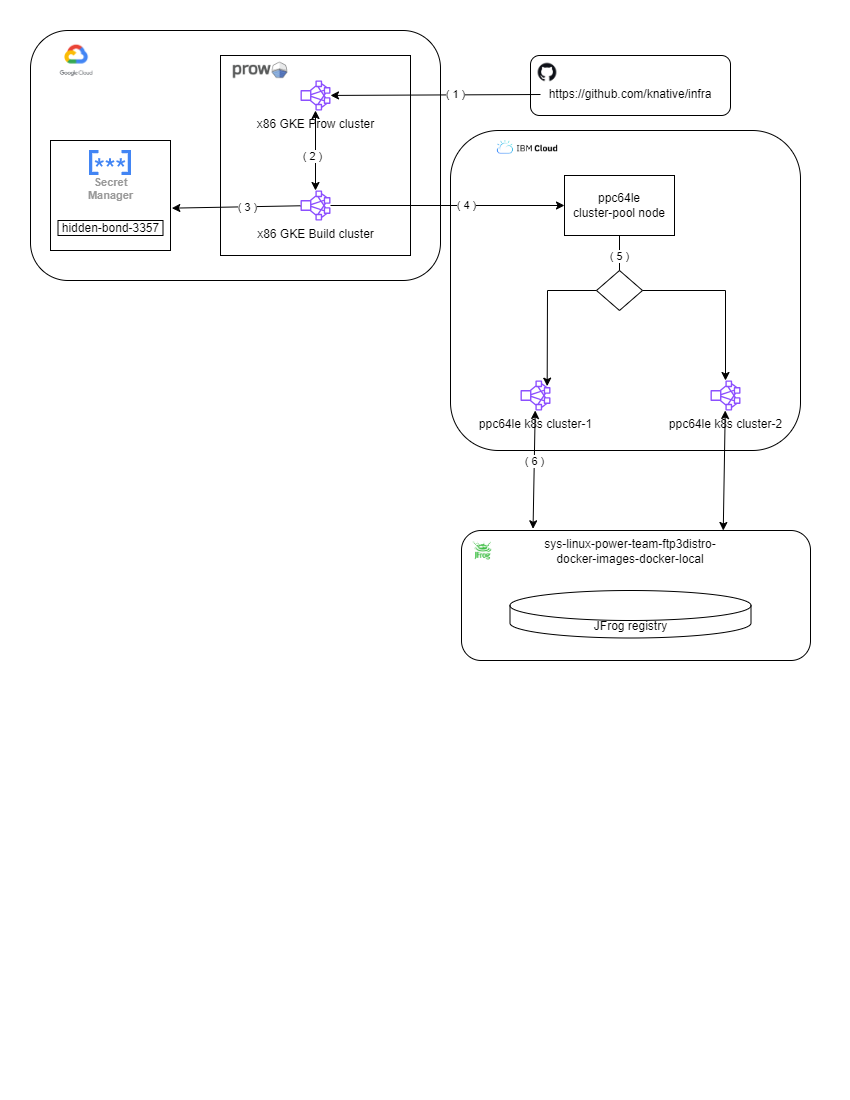 Google Cloud
prow
x86 GKE Prow cluster
( 1 )
https://github.com/knative/infra
( 2 )
[***]
Secret
Manager
hidden-bond-3357
( 3 )
x86 GKE Build cluster
( 4 )
IBM Cloud
ppc64le
cluster-pool node
( 5 )
ppc64le k8s cluster-1
ppc64le k8s cluster-2
( 6 )
JFrog
sys-linux-power-team-ftp3distro-
docker-images-docker-local
JFrog registry